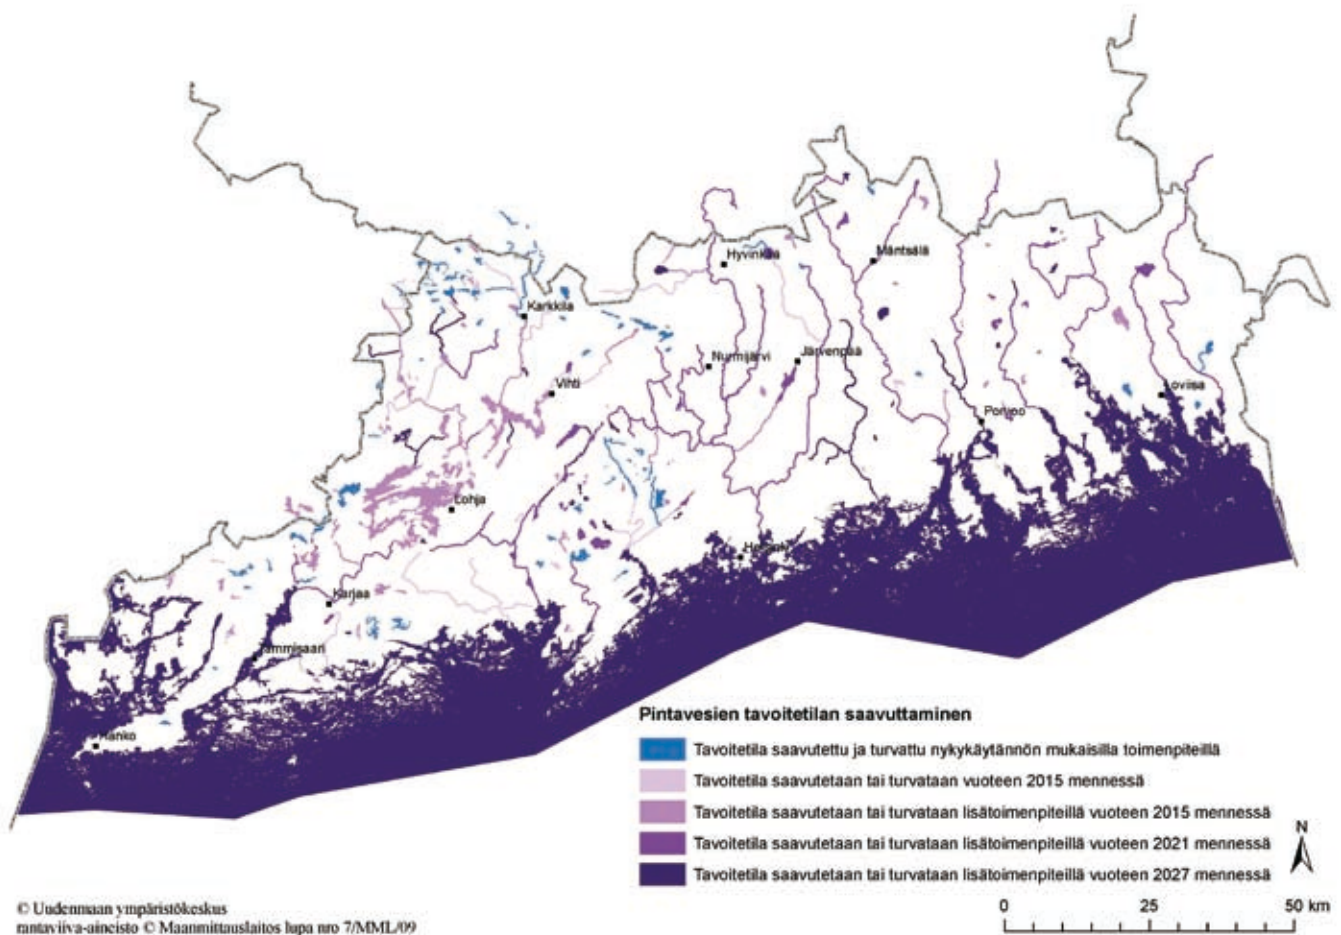 Hyvinkää
Mäntsälä
Karkkila
Nurmijärvi
Järvenpää
Vihti
Loviisa
Porvoo
Lohja
Karjaa
Tammisaari
Hanko
Pintavesien tavoitetilan saavuttaminen
Tavoitetila saavutettu ja turvattu nykykäytännön mukaisilla toimenpiteillä
Tavoitetila saavutetaan tai turvataan vuoteen 2015 mennessä
Tavoitetila saavutetaan tai turvataan lisätoimenpiteillä vuoteen 2015 mennessä
Tavoitetila saavutetaan tai turvataan lisätoimenpiteillä vuoteen 2021 mennessä
Tavoitetila saavutetaan tai turvataan lisätoimenpiteillä vuoteen 2027 mennessä
N
0 25 50 km
© Uudenmaan ympäristökeskus
rantaviiva-aineisto © Maanmittauslaitos lupa nro 7/MML/09